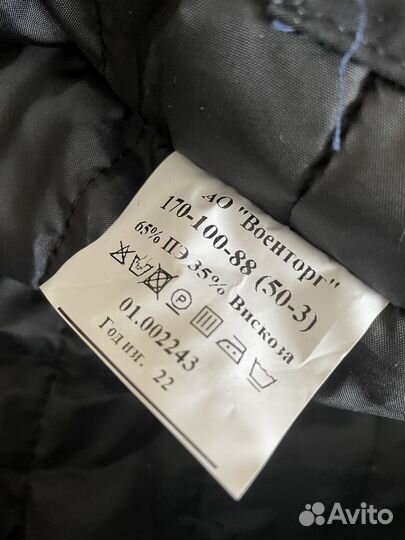 АО "Военторг"
170-100-88 (50-3)
65% ПЭ 35% Вискоза
01.002243
Год изг. 22
Avito